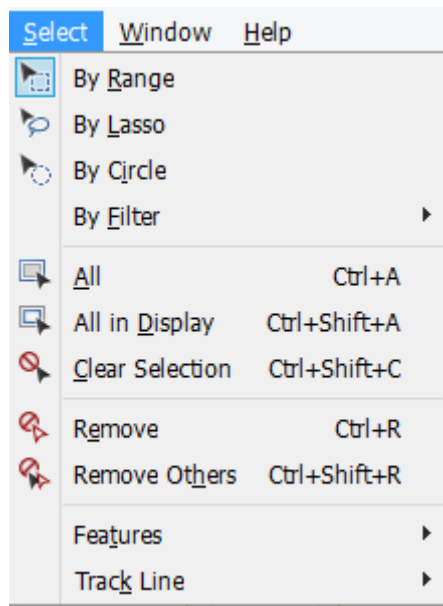 Select Window Help
By Range
By Lasso
By Circle
By Filter
All Ctrl+A
All in Display Ctrl+Shift+A
Clear Selection Ctrl+Shift+C
Remove Ctrl+R
Remove Others Ctrl+Shift+R
Features
Track Line